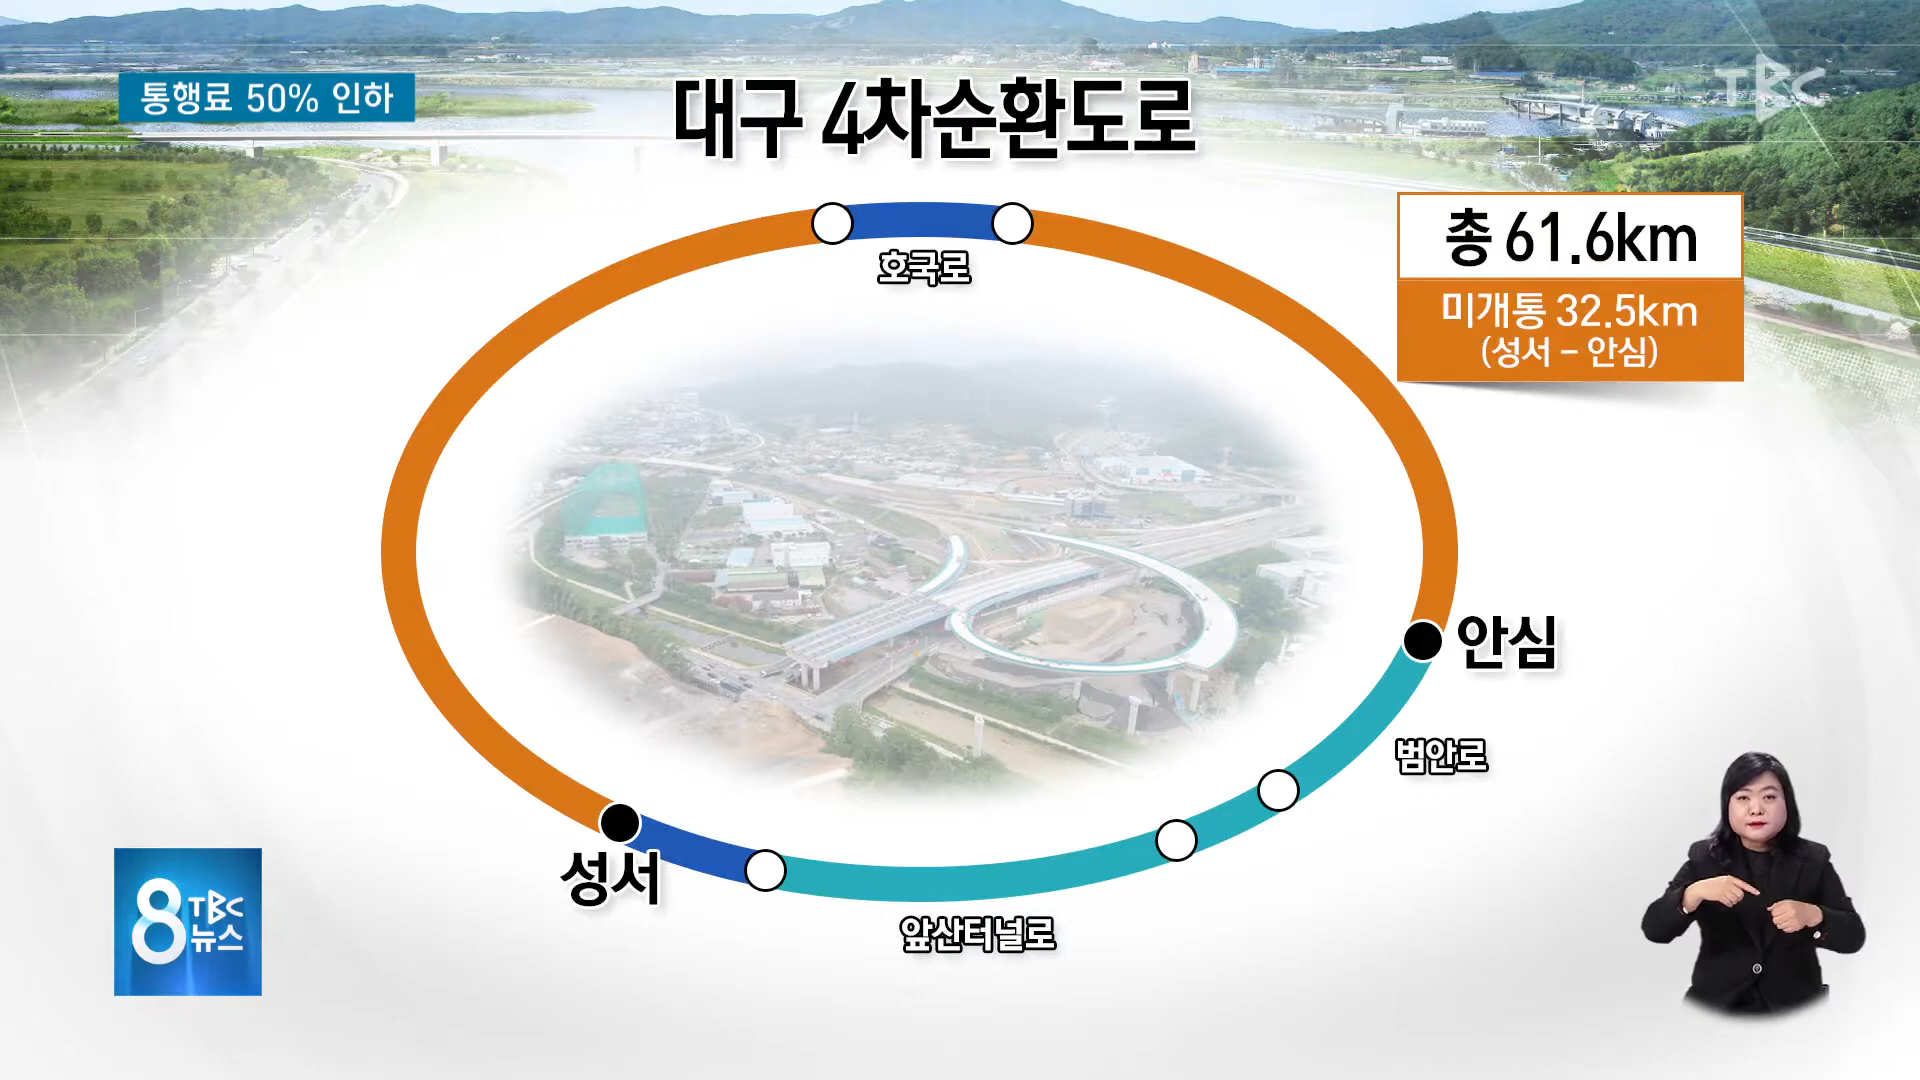 통행료 50% 인하
대구 4차순환도로
TBC
총 61.6km
미개통 32.5km
(성서 – 안심)
호국로
안심
범안로
성서
앞산터널로
8 TBC
뉴스